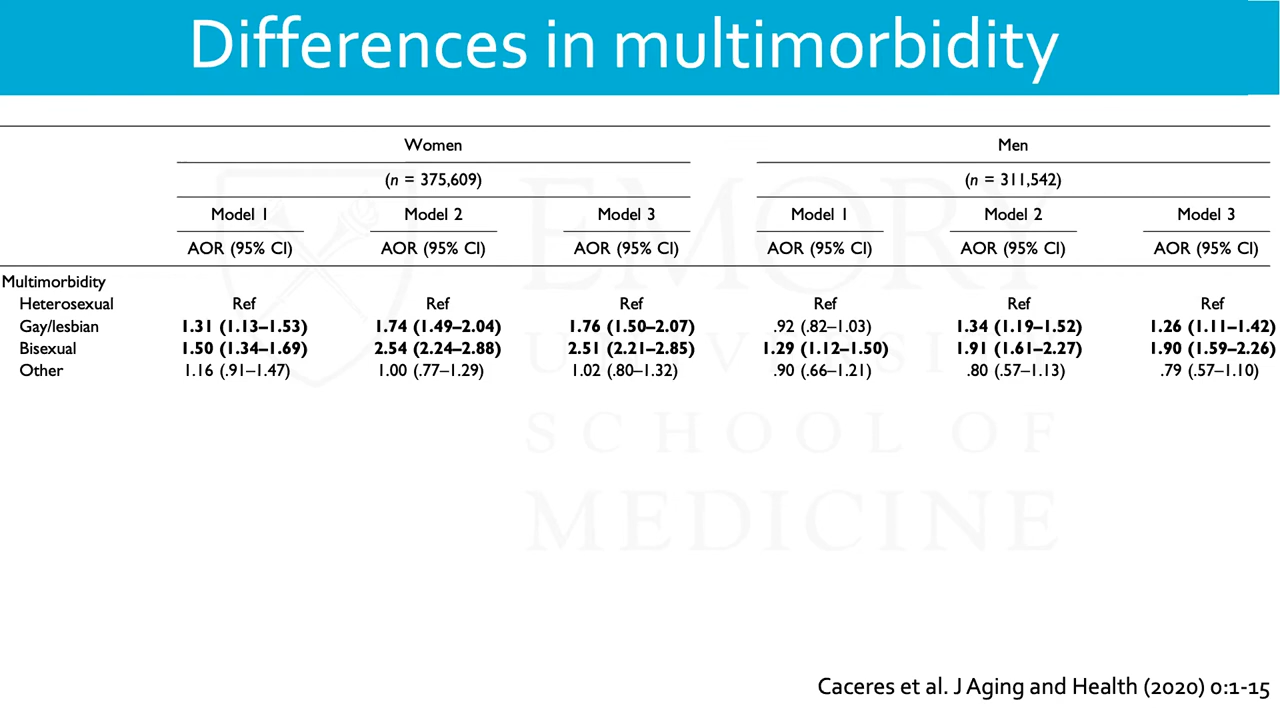 Differences in multimorbidity
Women Men
(n = 375,609) (n = 311,542)
Model 1 Model 2 Model 3 Model 1 Model 2 Model 3
AOR (95% CI) AOR (95% CI) AOR (95% CI) AOR (95% CI) AOR (95% CI) AOR (95% CI)
Multimorbidity
Heterosexual Ref Ref Ref Ref Ref Ref
Gay/lesbian 1.31 (1.13–1.53) 1.74 (1.49–2.04) 1.76 (1.50–2.07) .92 (.82–1.03) 1.34 (1.19–1.52) 1.26 (1.11–1.42)
Bisexual 1.50 (1.34–1.69) 2.54 (2.24–2.88) 2.51 (2.21–2.85) 1.29 (1.12–1.50) 1.91 (1.61–2.27) 1.90 (1.59–2.26)
Other 1.16 (.91–1.47) 1.00 (.77–1.29) 1.02 (.80–1.32) .90 (.66–1.21) .80 (.57–1.13) .79 (.57–1.10)
EMORY
UNIVERSITY
SCHOOL OF
MEDICINE
Caceres et al. J Aging and Health (2020) 0:1-15